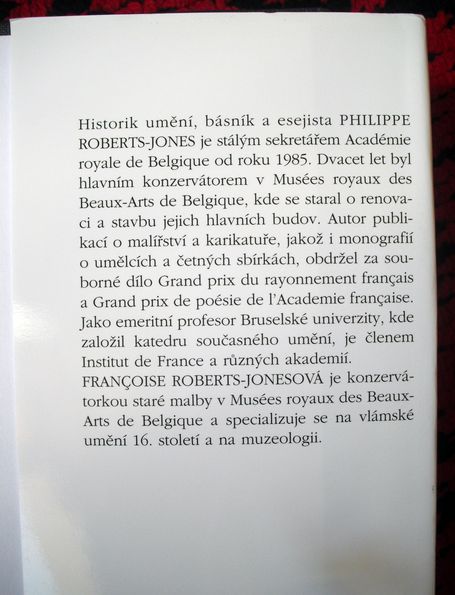 Historik umění, básník a esejista PHILIPPE
ROBERTS-JONES je stálým sekretářem Académie
royale de Belgique od roku 1985. Dvacet let byl
hlavním konzervátorem v Musées royaux des
Beaux-Arts de Belgique, kde se staral o renova-
ci a stavbu jejich hlavních budov. Autor publi-
kací o malířství a karikatuře, jakož i monografií
o umělcích a četných sbírkách, obdržel za sou-
borné dílo Grand prix du rayonnement français
a Grand prix de poésie de l'Academie française.
Jako emeritní profesor Bruselské univerzity, kde
založil katedru současného umění, je členem
Institut de France a různých akademií.
FRANÇOISE ROBERTS-JONESOVÁ je konzervá-
torkou staré malby v Musées royaux des Beaux-
Arts de Belgique a specializuje se na vlámské
umění 16. století a na muzeologii.